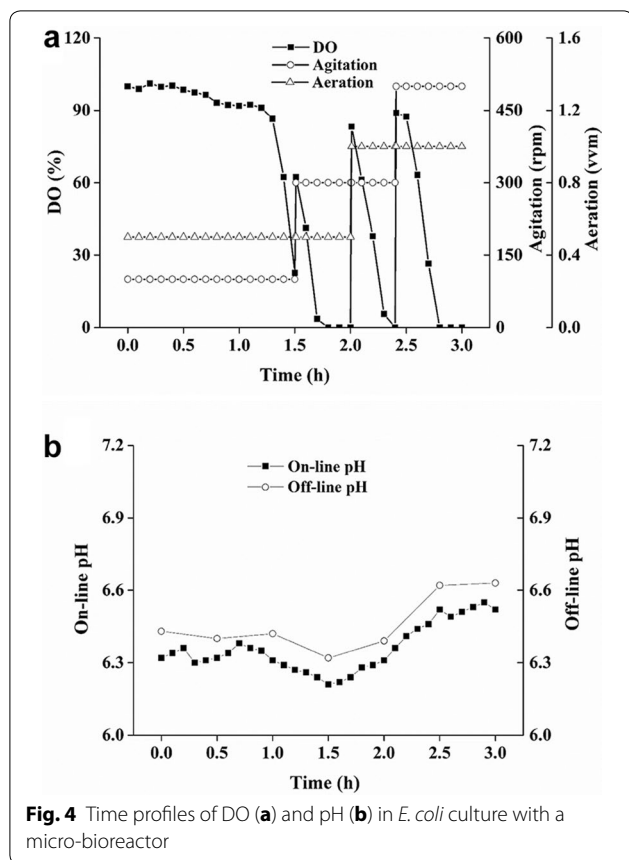 a
120
90
60
30
0
DO (%)
DO
Agitation
Aeration
600
450
300
150
0
Agitation (rpm)
1.6
1.2
0.8
0.4
0.0
Aeration (vvm)
0.0 0.5 1.0 1.5 2.0 2.5 3.0
Time (h)
b
7.2
6.9
6.6
6.3
6.0
On-line pH
On-line pH
Off-line pH
7.2
6.9
6.6
6.3
6.0
Off-line pH
0.0 0.5 1.0 1.5 2.0 2.5 3.0
Time (h)
Fig. 4 Time profiles of DO (a) and pH (b) in E. coli culture with a
micro-bioreactor